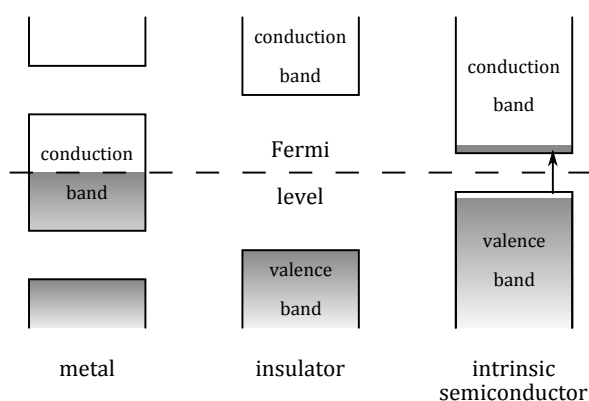 conduction
band
conduction
band
conduction
band
Fermi
level
valence
band
valence
band
metal
insulator
intrinsic
semiconductor